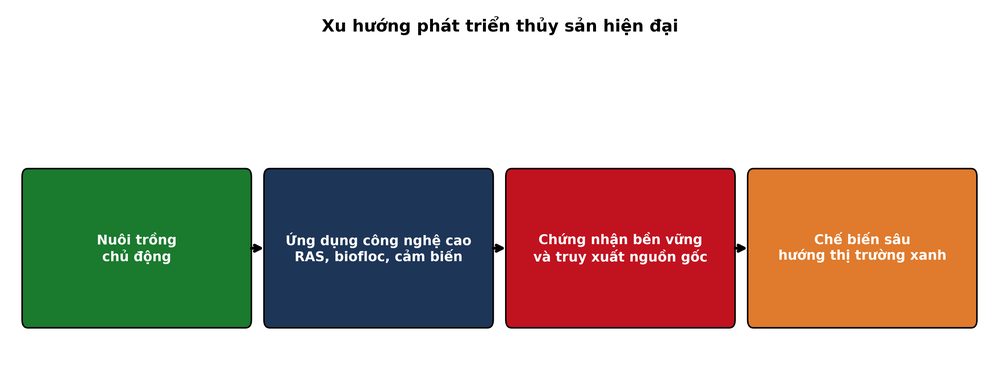 Xu hướng phát triển thủy sản hiện đại
Nuôi trồng
chủ động
Ứng dụng công nghệ cao
RAS, biofloc, cảm biến
Chứng nhận bền vững
và truy xuất nguồn gốc
Chế biến sâu
hướng thị trường xanh